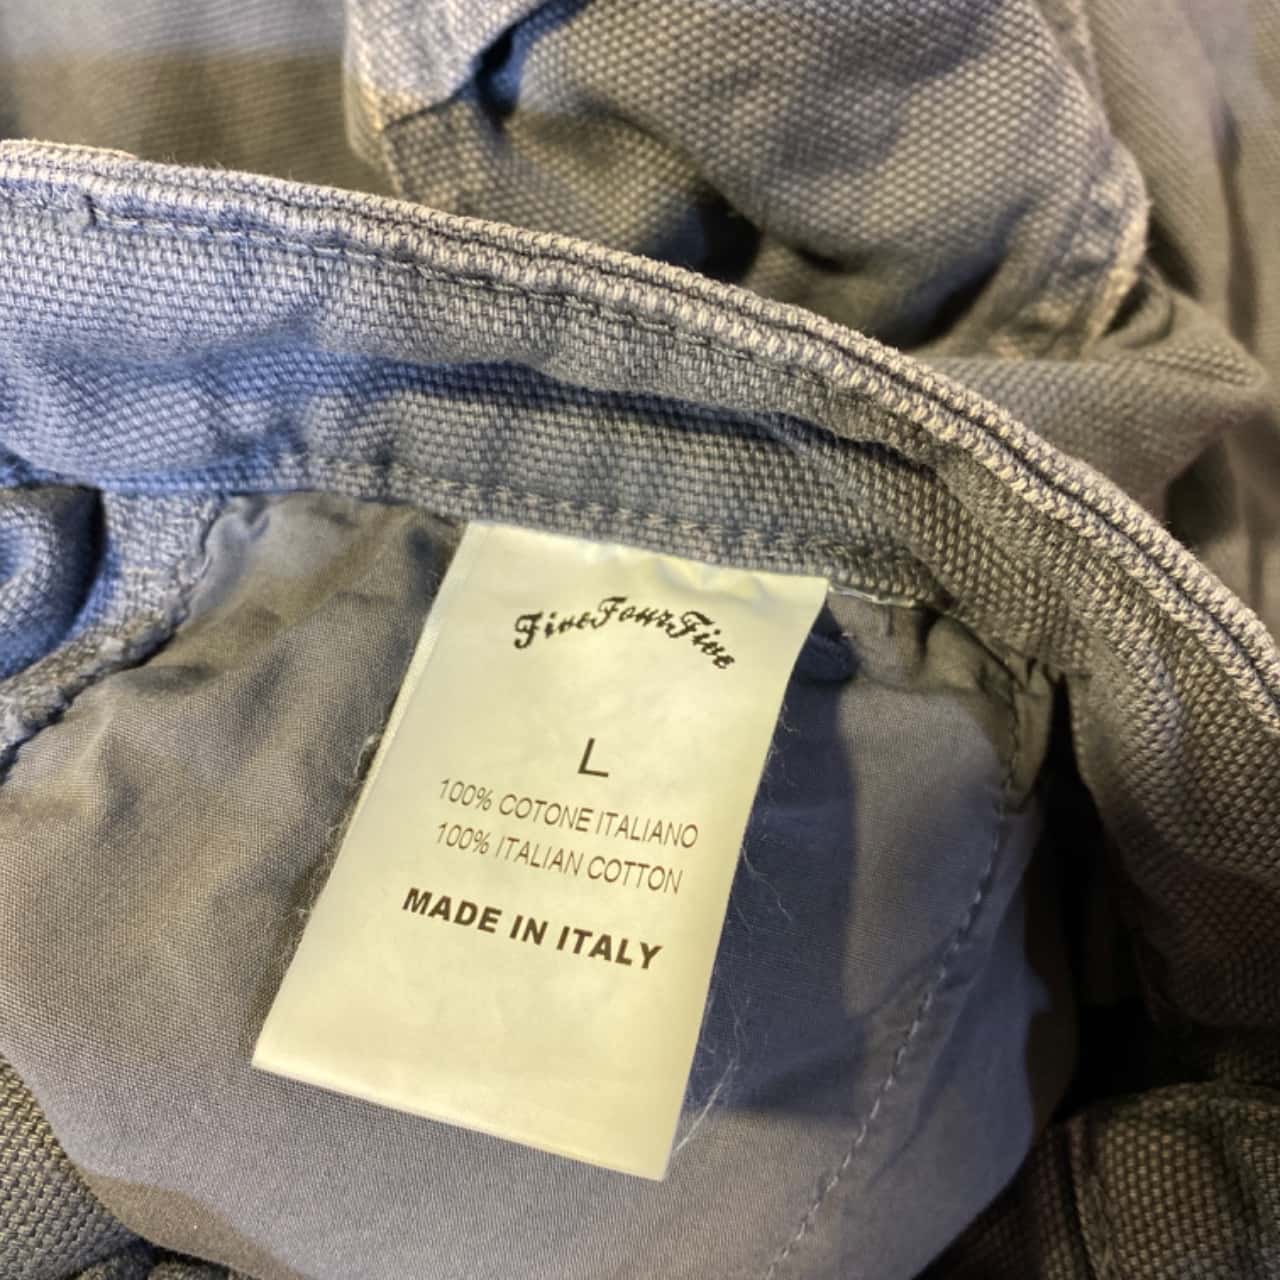 FiveFourFive
L
100% COTONE ITALIANO
100% ITALIAN COTTON
MADE IN ITALY